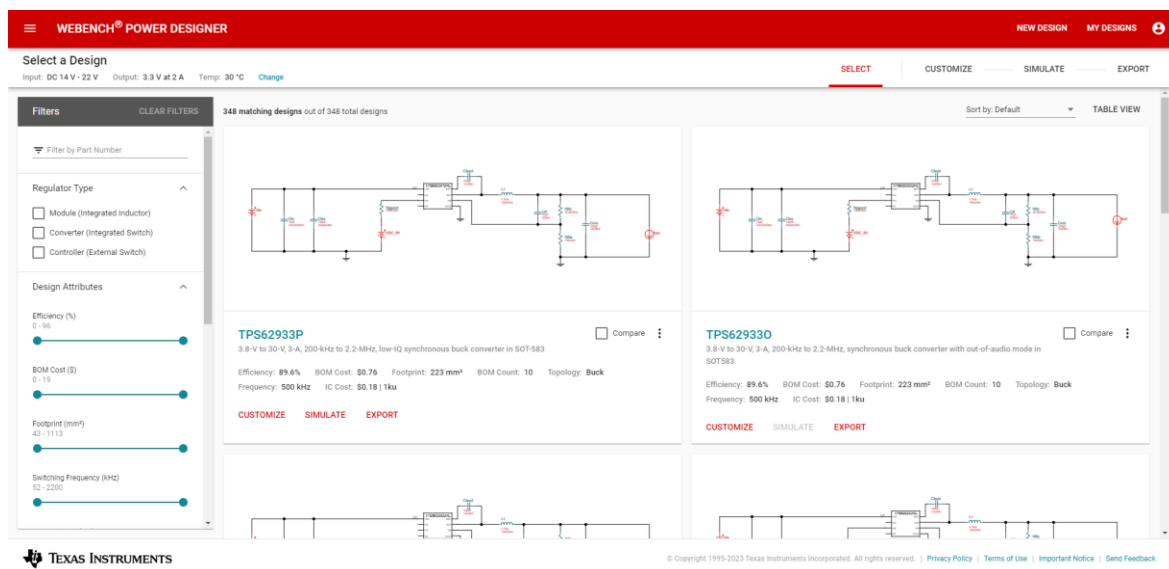 WEBENCH® POWER DESIGNER
NEW DESIGN MY DESIGNS
Select a Design
Input: DC 14 V - 22 V Output: 3.3 V at 2 A Temp: 30 °C Change
SELECT CUSTOMIZE SIMULATE EXPORT
Filters CLEAR FILTERS
348 matching designs out of 348 total designs
Sort by: Default TABLE VIEW
Filter by Part Number
Regulator Type
Module (Integrated Inductor)
Converter (Integrated Switch)
Controller (External Switch)
Design Attributes
Efficiency (%)
0 - 96
BOM Cost ($)
0 - 19
Footprint (mm²)
43 - 1113
Switching Frequency (kHz)
52 - 2200
TPS62933P
Compare
3.8-V to 30-V, 3-A, 200-kHz to 2.2-MHz, low-IQ synchronous buck converter in SOT-583
Efficiency: 89.6% BOM Cost: $0.76 Footprint: 223 mm² BOM Count: 10 Topology: Buck
Frequency: 500 kHz IC Cost: $0.18 | 1ku
CUSTOMIZE SIMULATE EXPORT
TPS62933O
Compare
3.8-V to 30-V, 3-A, 200-kHz to 2.2-MHz, synchronous buck converter with out-of-audio mode in
SOT583
Efficiency: 89.6% BOM Cost: $0.76 Footprint: 223 mm² BOM Count: 10 Topology: Buck
Frequency: 500 kHz IC Cost: $0.18 | 1ku
CUSTOMIZE SIMULATE EXPORT
TEXAS INSTRUMENTS
© Copyright 1995-2023 Texas Instruments Incorporated. All rights reserved. | Privacy Policy | Terms of Use | Important Notice | Send Feedback